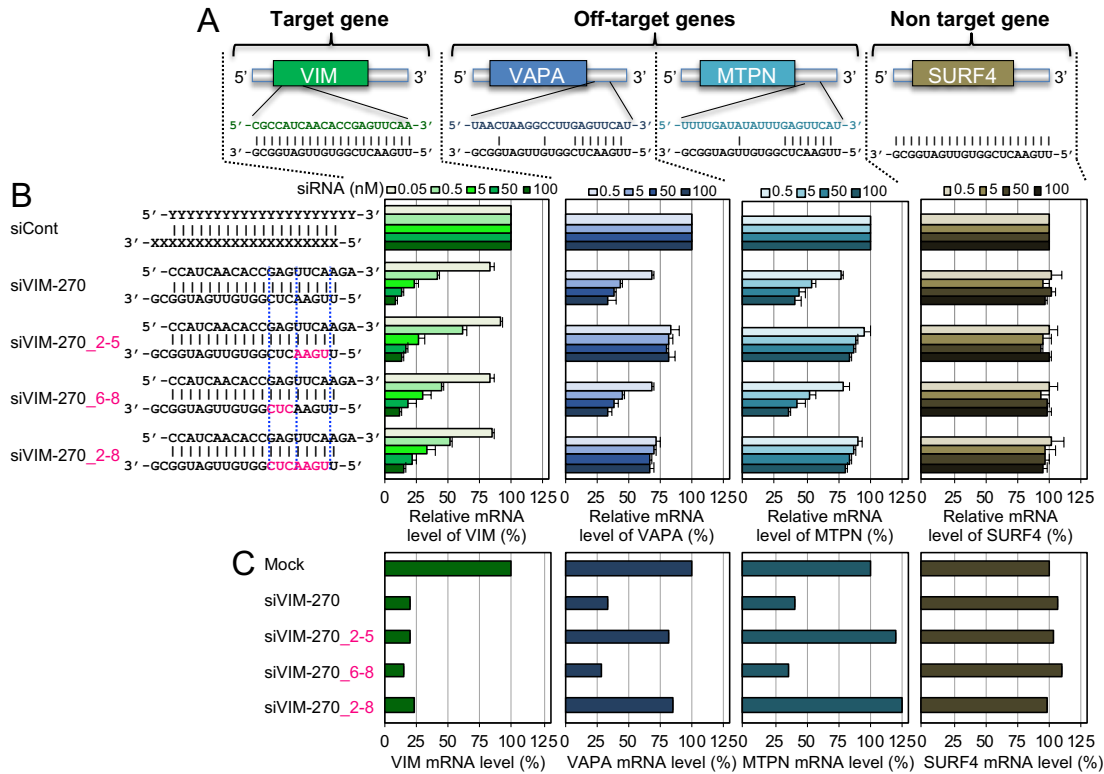 A
Target gene
Off-target genes
Non target gene
5’ VIM 3’
5’ VAPA 3’
5’ MTPN 3’
5’ SURF4 3’
5’-CGCCAUCAACACCGAGUUCAA-3’
5’-UAACUAAGGCCUUGAGUUCAU-3’
5’-UUUUGAUAUAUUUGAGUUCAU-3’
3’-GCGGUAGUUGUGGCUCAAGUU-5’
3’-GCGGUAGUUGUGGCUCAAGUU-5’
3’-GCGGUAGUUGUGGCUCAAGUU-5’
3’-GCGGUAGUUGUGGCUCAAGUU-5’
B
siRNA (nM) 0.05 0.5 5 50 100
0.5 5 50 100
0.5 5 50 100
0.5 5 50 100
siCont
5’-YYYYYYYYYYYYYYYYYYYYY-3’
3’-XXXXXXXXXXXXXXXXXXXXX-5’
siVIM-270
5’-CCAUCAACACCGAGUUCAAGA-3’
3’-GCGGUAGUUGUGGCUCAAGUU-5’
siVIM-270_2-5
5’-CCAUCAACACCGAGUUCAAGA-3’
3’-GCGGUAGUUGUGGCUCAAGUU-5’
siVIM-270_6-8
5’-CCAUCAACACCGAGUUCAAGA-3’
3’-GCGGUAGUUGUGGCUCAAGUU-5’
siVIM-270_2-8
5’-CCAUCAACACCGAGUUCAAGA-3’
3’-GCGGUAGUUGUGGCUCAAGUU-5’
0 25 50 75 100 125
0 25 50 75 100 125
0 25 50 75 100 125
0 25 50 75 100 130
Relative mRNA
level of VIM (%)
Relative mRNA
level of VAPA (%)
Relative mRNA
level of MTPN (%)
Relative mRNA
level of SURF4 (%)
C
Mock
siVIM-270
siVIM-270_2-5
siVIM-270_6-8
siVIM-270_2-8
0 25 50 75 100 125
0 25 50 75 100 125
0 25 50 75 100 125
0 25 50 75 100 130
VIM mRNA level (%)
VAPA mRNA level (%)
MTPN mRNA level (%)
SURF4 mRNA level (%)